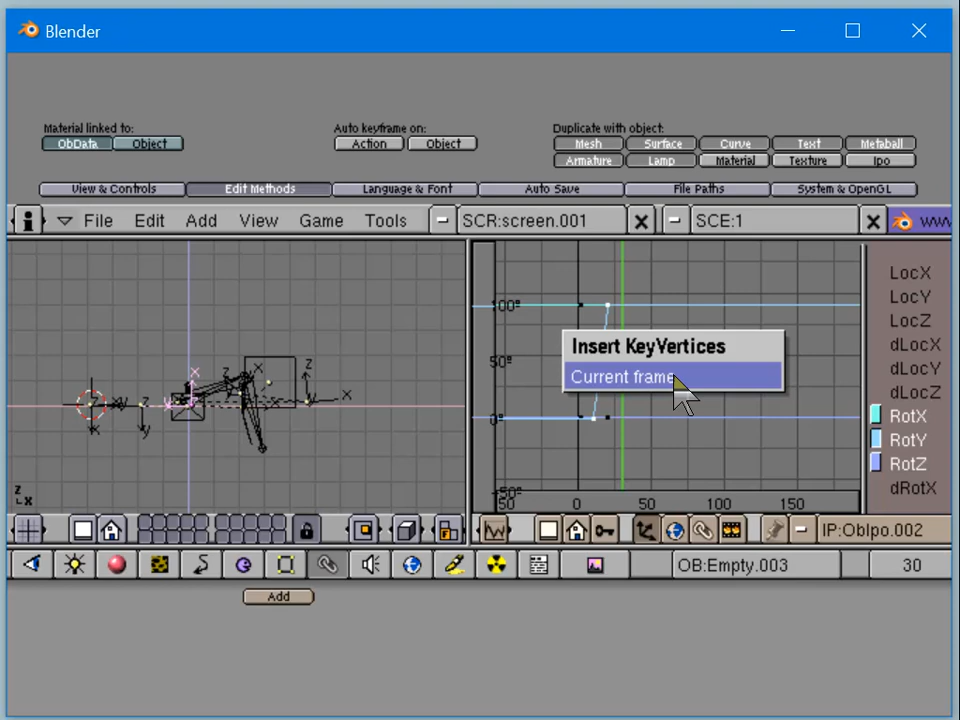 Blender
Material linked to:
ObData Object
Auto keyframe on:
Action Object
Duplicate with object:
Mesh Surface Curve Text Metaball
Armature Lamp Material Texture Ipo
View & Controls Edit Methods Language & Font Auto Save File Paths System & OpenGL
File Edit Add View Game Tools SCR:screen.001 X SCE:1 X www
LocX
LocY
LocZ
dLocX
dLocY
dLocZ
RotX
RotY
RotZ
dRotX
100°
50°
0°
-50°
50 0 50 100 150
Insert KeyVertices
Current frame
z
x
IP:ObIpo.002
OB:Empty.003 30
Add